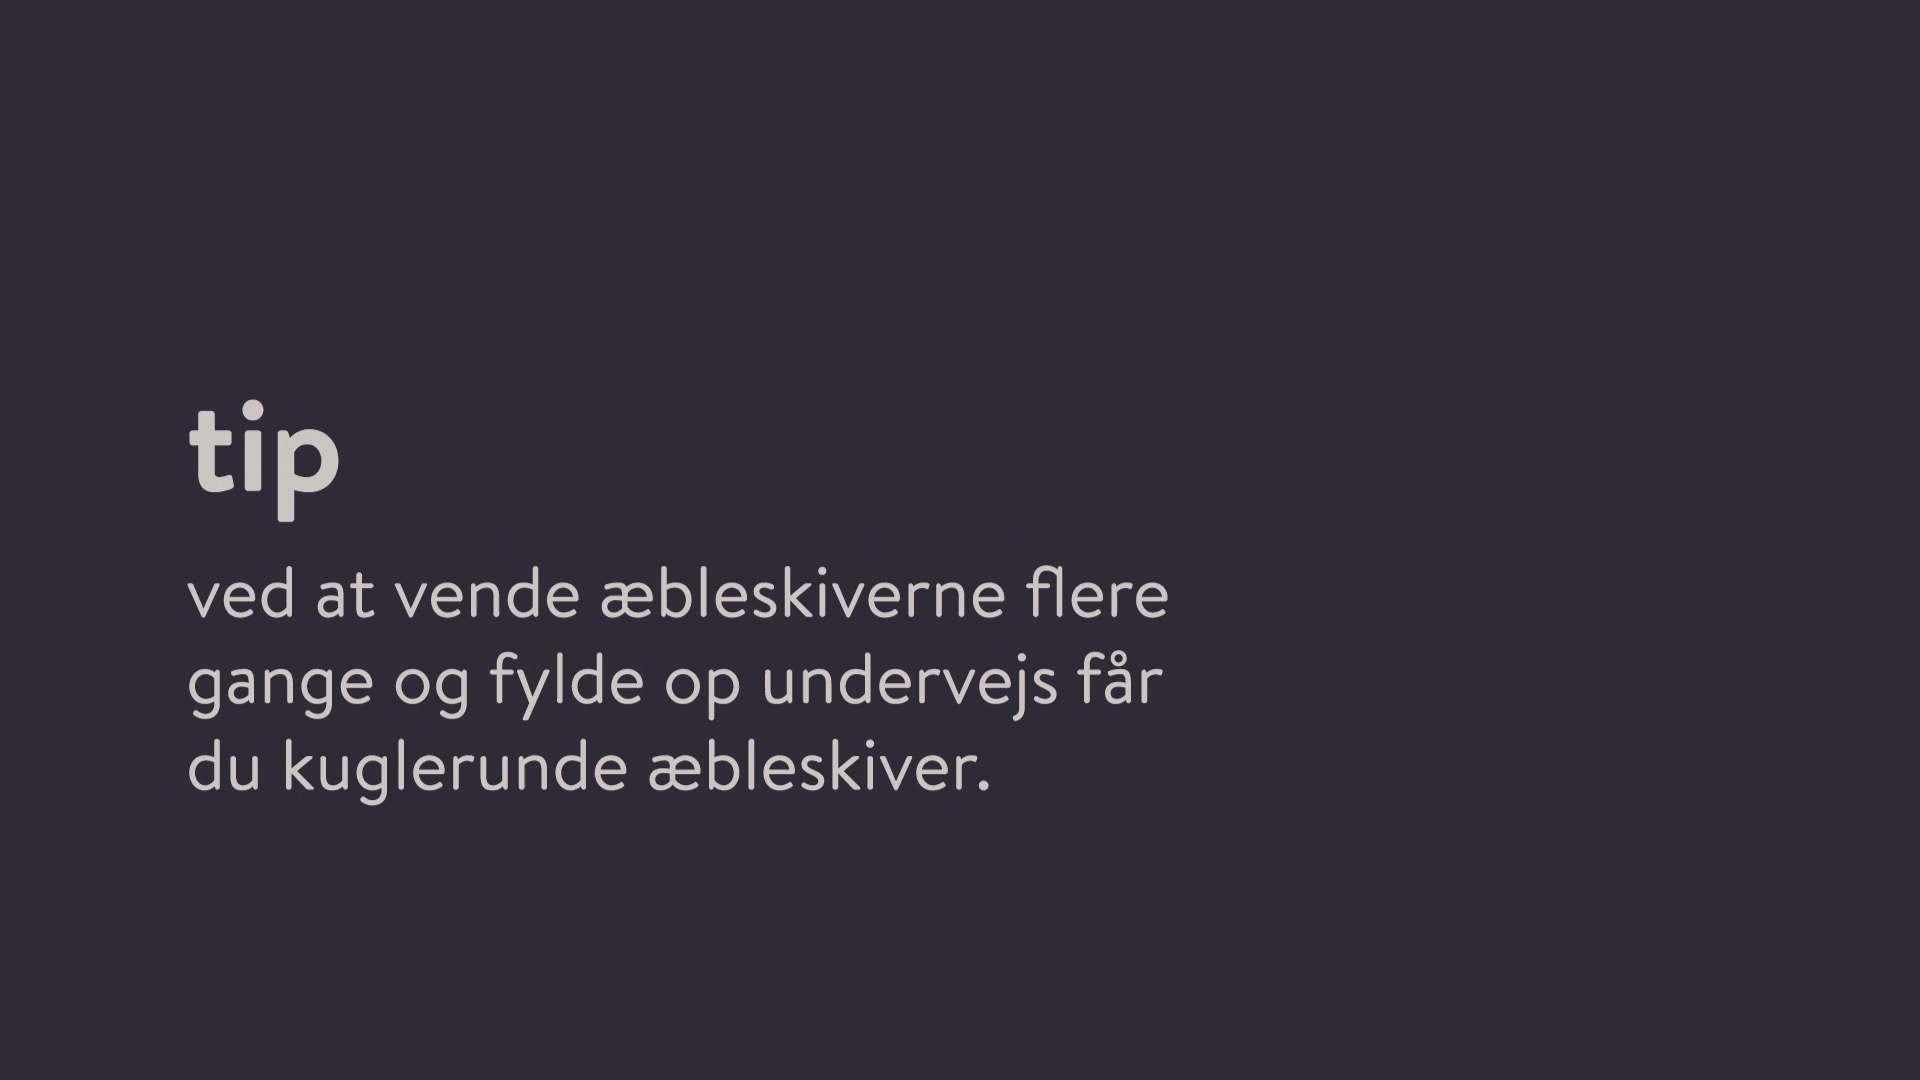 tip
ved at vende æbleskiverne flere
gange og fylde op undervejs får
du kuglerunde æbleskiver.